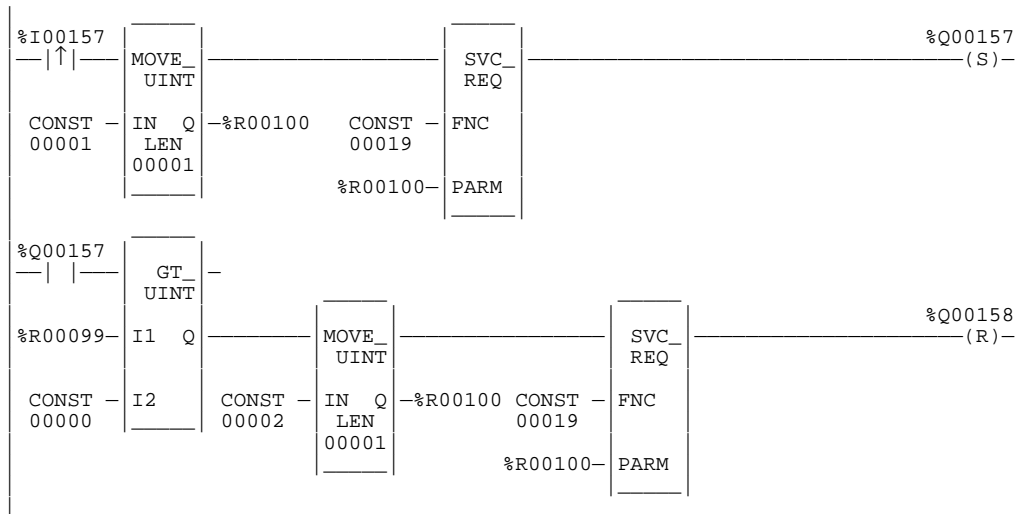 %I00157 %Q00157
↑ MOVE_ SVC_ (S)
UINT REQ
CONST IN Q %R00100 CONST FNC
00001 LEN 00019
00001
%R00100 PARM
%Q00157
GT_
UINT
%Q00158
%R00099 I1 Q MOVE_ SVC_ (R)
UINT REQ
CONST I2 CONST IN Q %R00100 CONST FNC
00000 00002 LEN 00019
00001
%R00100 PARM